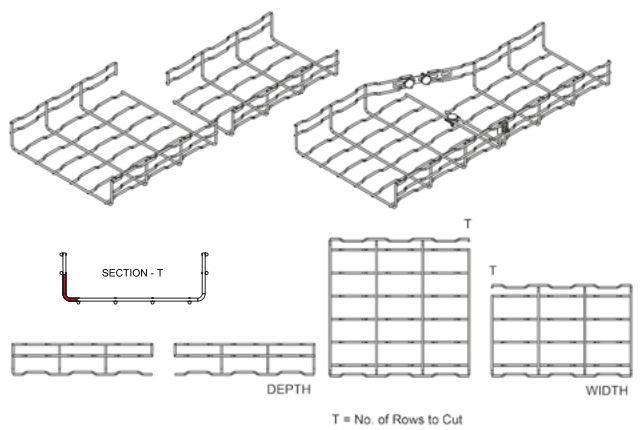 T
T
SECTION - T
DEPTH
WIDTH
T = No. of Rows to Cut